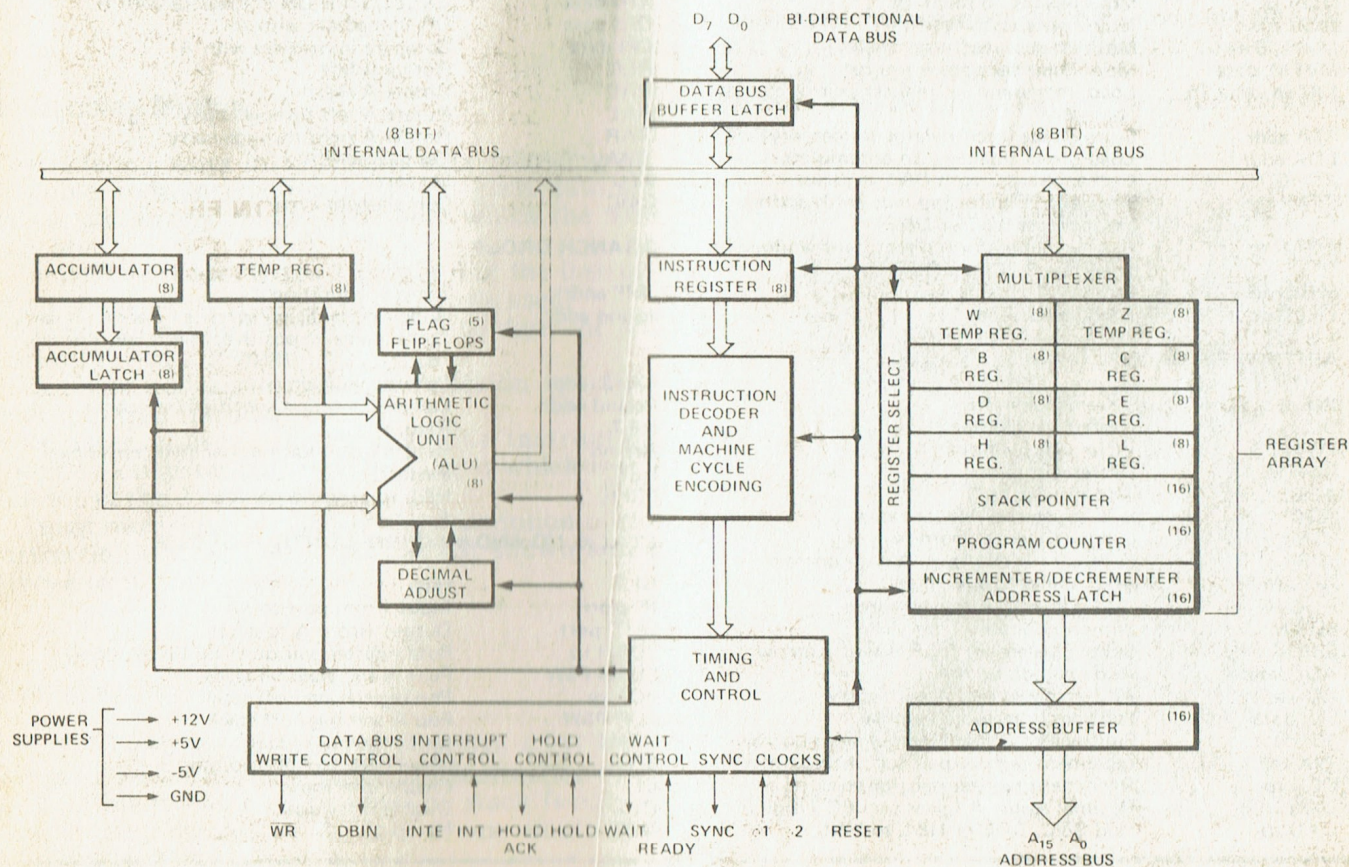 D7 D0 BI-DIRECTIONAL
DATA BUS
DATA BUS
BUFFER LATCH
(8 BIT)
INTERNAL DATA BUS
(8 BIT)
INTERNAL DATA BUS
ACCUMULATOR
(8)
TEMP REG.
(8)
INSTRUCTION
REGISTER (8)
MULTIPLEXER
FLAG (5)
FLIP FLOPS
ACCUMULATOR
LATCH (8)
ARITHMETIC
LOGIC
UNIT
(ALU)
(8)
DECIMAL
ADJUST
INSTRUCTION
DECODER
AND
MACHINE
CYCLE
ENCODING
REGISTER SELECT
W (8)
TEMP REG.
Z (8)
TEMP REG.
B (8)
REG.
C (8)
REG.
D (8)
REG.
E (8)
REG.
H (8)
REG.
L (8)
REG.
STACK POINTER (16)
PROGRAM COUNTER (16)
INCREMENTER/DECREMENTER
ADDRESS LATCH (16)
REGISTER
ARRAY
TIMING
AND
CONTROL
ADDRESS BUFFER (16)
POWER
SUPPLIES
+12V
+5V
-5V
GND
DATA BUS INTERRUPT HOLD WAIT
WRITE CONTROL CONTROL CONTROL CONTROL SYNC CLOCKS
WR DBIN INTE INT HOLD HOLD WAIT SYNC 1 2 RESET
ACK READY
A15 A0
ADDRESS BUS